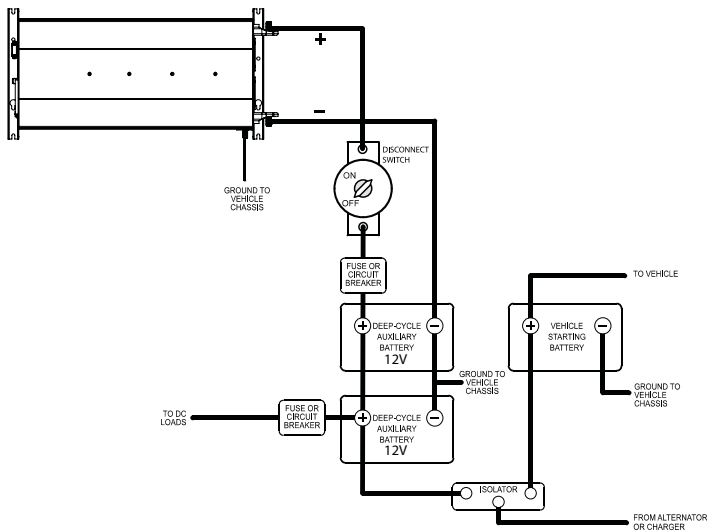 +
−
DISCONNECT
SWITCH
ON
OFF
GROUND TO
VEHICLE
CHASSIS
FUSE OR
CIRCUIT
BREAKER
TO VEHICLE
+
DEEP-CYCLE
AUXILIARY
BATTERY
12V
−
+
VEHICLE
STARTING
BATTERY
−
GROUND TO
VEHICLE
CHASSIS
GROUND TO
VEHICLE
CHASSIS
TO DC
LOADS
FUSE OR
CIRCUIT
BREAKER
+
DEEP-CYCLE
AUXILIARY
BATTERY
12V
−
ISOLATOR
FROM ALTERNATOR
OR CHARGER